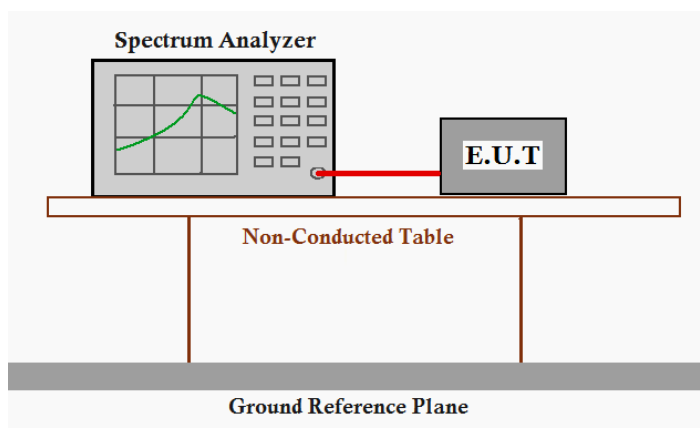 Spectrum Analyzer
E.U.T
Non-Conducted Table
Ground Reference Plane